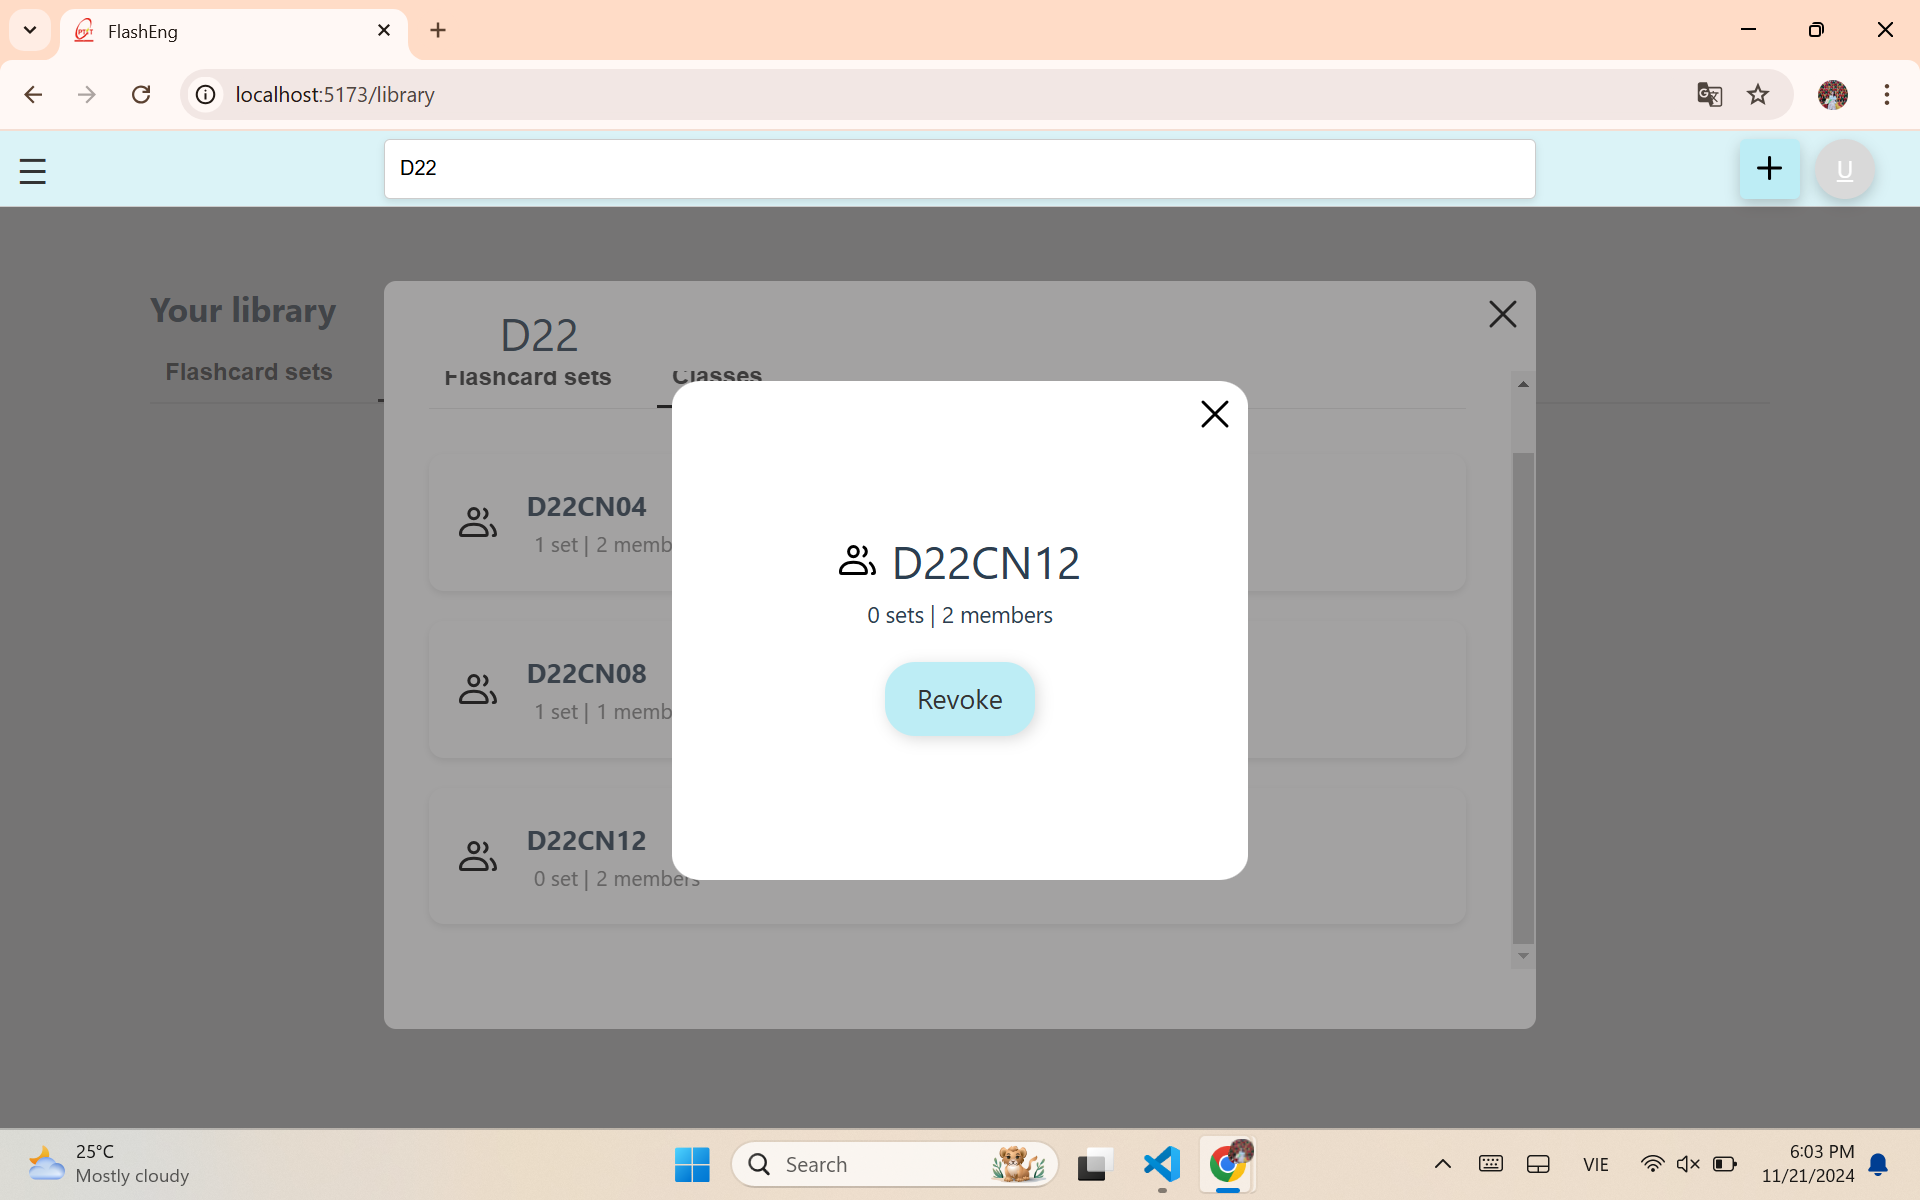 FlashEng
localhost:5173/library
D22
U
Your library
Flashcard sets
D22
Flashcard sets
Classes
D22CN04
1 set | 2 memb
D22CN08
1 set | 1 memb
D22CN12
0 set | 2 members
D22CN12
0 sets | 2 members
Revoke
25°C
Mostly cloudy
Search
VIE
6:03 PM
11/21/2024